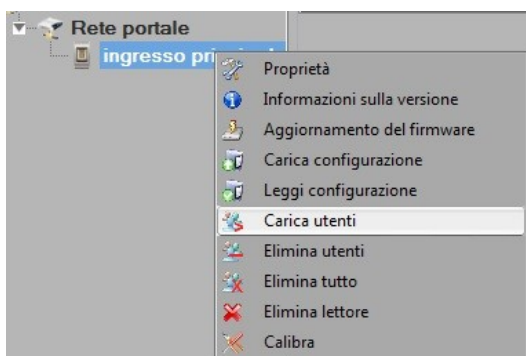 Rete portale
ingresso
Proprietà
Informazioni sulla versione
Aggiornamento del firmware
Carica configurazione
Leggi configurazione
Carica utenti
Elimina utenti
Elimina tutto
Elimina lettore
Calibra